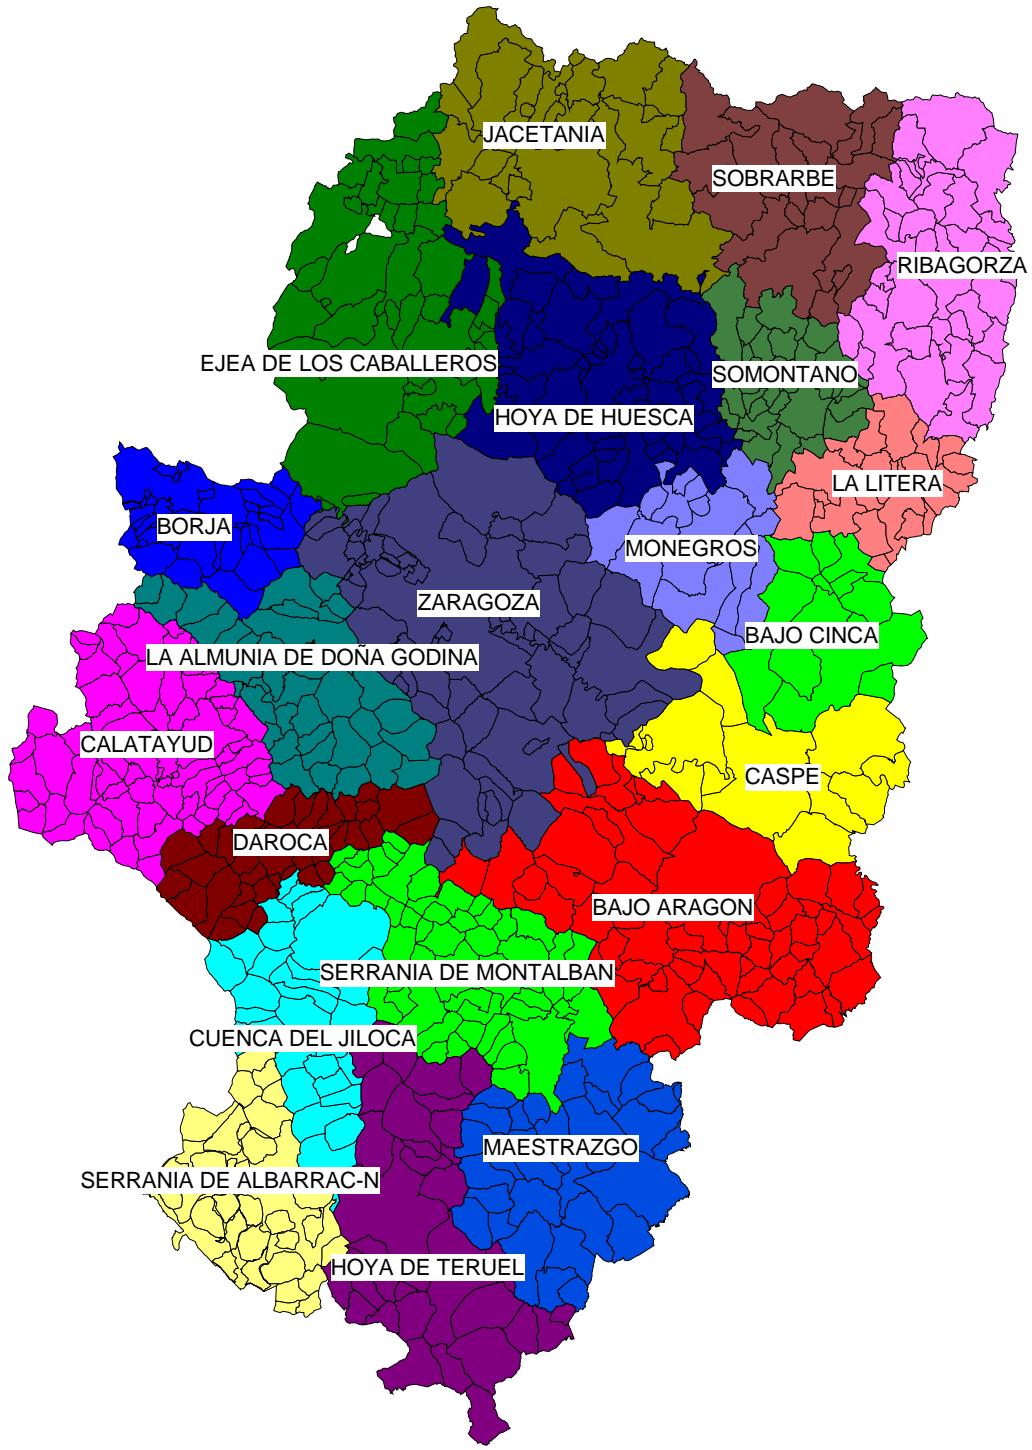 JACETANIA
SOBRARBE
RIBAGORZA
EJEA DE LOS CABALLEROS
SOMONTANO
HOYA DE HUESCA
LA LITERA
BORJA
MONEGROS
ZARAGOZA
BAJO CINCA
LA ALMUNIA DE DOÑA GODINA
CALATAYUD
CASPE
DAROCA
BAJO ARAGON
SERRANIA DE MONTALBAN
CUENCA DEL JILOCA
MAESTRAZGO
SERRANIA DE ALBARRAC-N
HOYA DE TERUEL